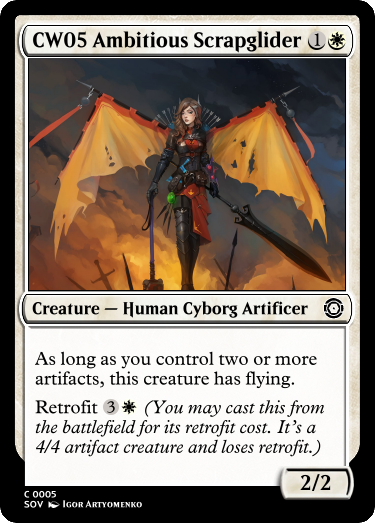 CW05 Ambitious Scrapglider 1
Creature — Human Cyborg Artificer
As long as you control two or more
artifacts, this creature has flying.
Retrofit 3 (You may cast this from
the battlefield for its retrofit cost. It's a
4/4 artifact creature and loses retrofit.)
2/2
C 0005
SOV Igor Artyomenko